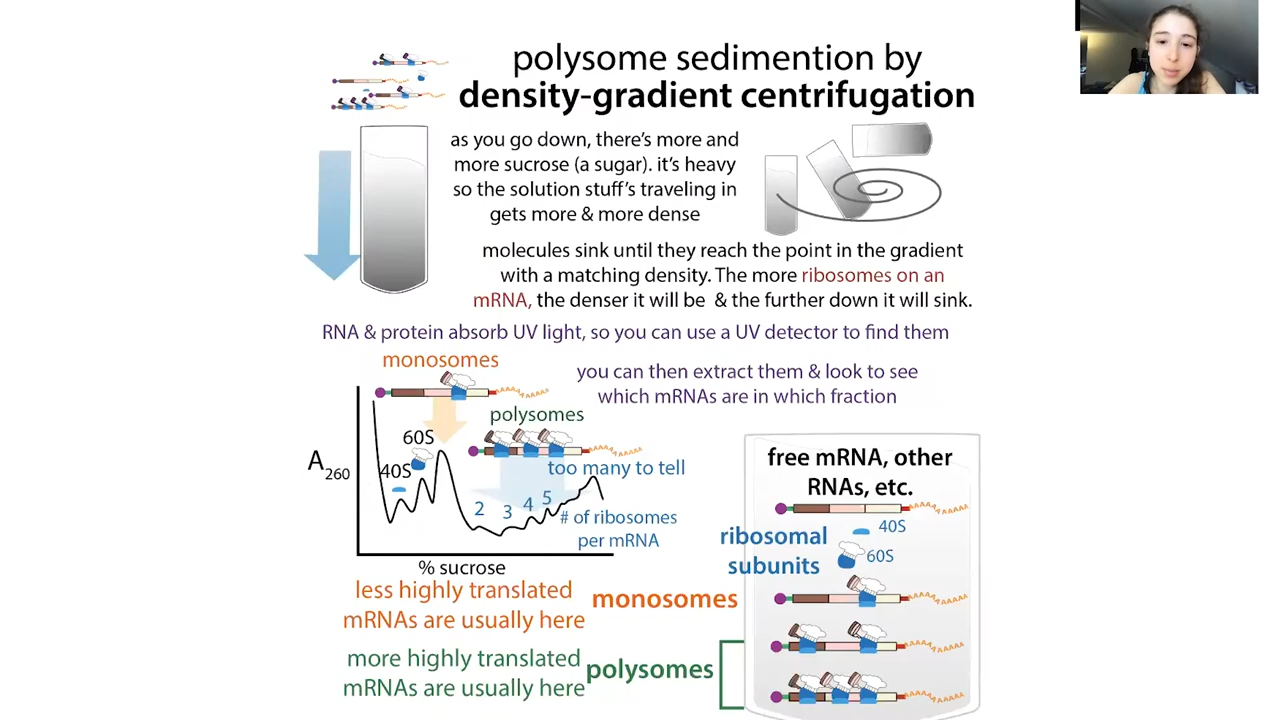 polysome sedimention by
density-gradient centrifugation
as you go down, there's more and
more sucrose (a sugar). it's heavy
so the solution stuff's traveling in
gets more & more dense
molecules sink until they reach the point in the gradient
with a matching density. The more ribosomes on an
mRNA, the denser it will be & the further down it will sink.
RNA & protein absorb UV light, so you can use a UV detector to find them
you can then extract them & look to see
which mRNAs are in which fraction
monosomes
AAAAAAA
polysomes
AAAAAAA
60S
40S
A260
too many to tell
2 3 4 5
# of ribosomes
per mRNA
% sucrose
less highly translated
mRNAs are usually here
more highly translated
mRNAs are usually here
free mRNA, other
RNAs, etc.
AAAAAAA
ribosomal
subunits
40S
60S
monosomes
AAAAAAA
polysomes
AAAAAAA
AAAAAAA